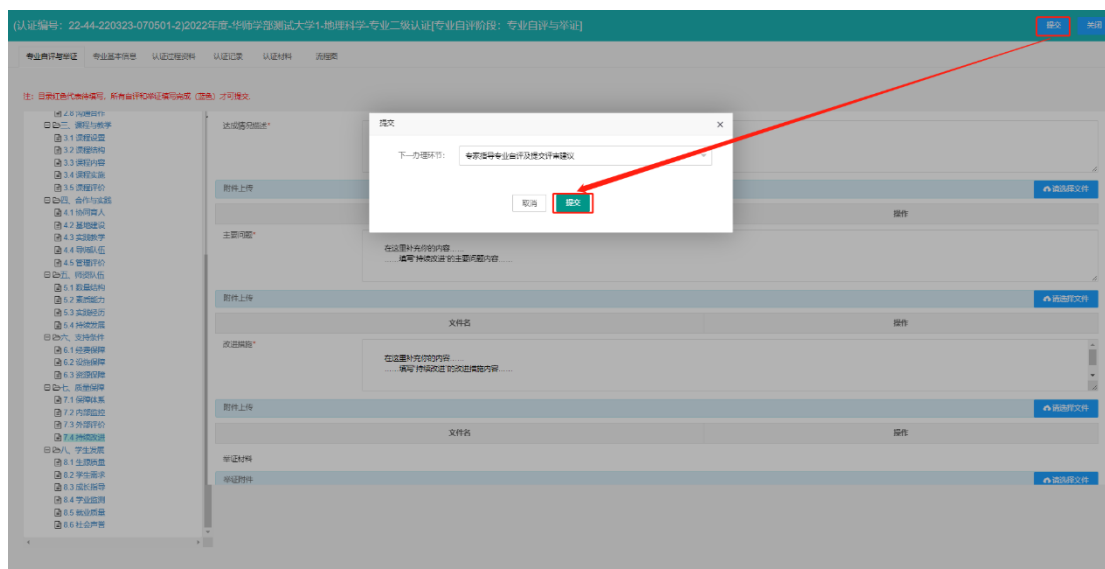 (认证编号：22-44-220323-070501-2)2022年度-华师学部测试大学1-地理科学-专业二级认证[专业自评阶段：专业自评与举证]
提交 关闭
专业自评与举证 专业基本信息 认证过程资料 认证记录 认证材料 流程图
注：目录红色代表待填写，所有自评和举证填写完成（蓝色）才可提交
2.8 沟通合作
三、课程与教学
3.1 课程设置
3.2 课程结构
3.3 课程内容
3.4 课程实施
3.5 课程评价
四、合作与实践
4.1 协同育人
4.2 基地建设
4.3 实践教学
4.4 导师队伍
4.5 管理评价
五、师资队伍
5.1 数量结构
5.2 素质能力
5.3 实践经历
5.4 持续发展
六、支持条件
6.1 经费保障
6.2 设施保障
6.3 资源保障
七、质量保障
7.1 保障体系
7.2 内部监控
7.3 外部评价
7.4 持续改进
八、学生发展
8.1 生源质量
8.2 学生需求
8.3 成长指导
8.4 学业监测
8.5 就业质量
8.6 社会声誉
达成情况描述*
提交 ×
下一办理环节： 专家指导专业自评及提交评审建议
取消 提交
附件上传 请选择文件
操作
主要问题*
在这里补充你的内容……
……填写“持续改进”的主要问题内容……
附件上传 请选择文件
文件名 操作
改进措施*
在这里补充你的内容……
……填写“持续改进”的改进措施内容……
附件上传 请选择文件
文件名 操作
举证材料
举证附件 请选择文件